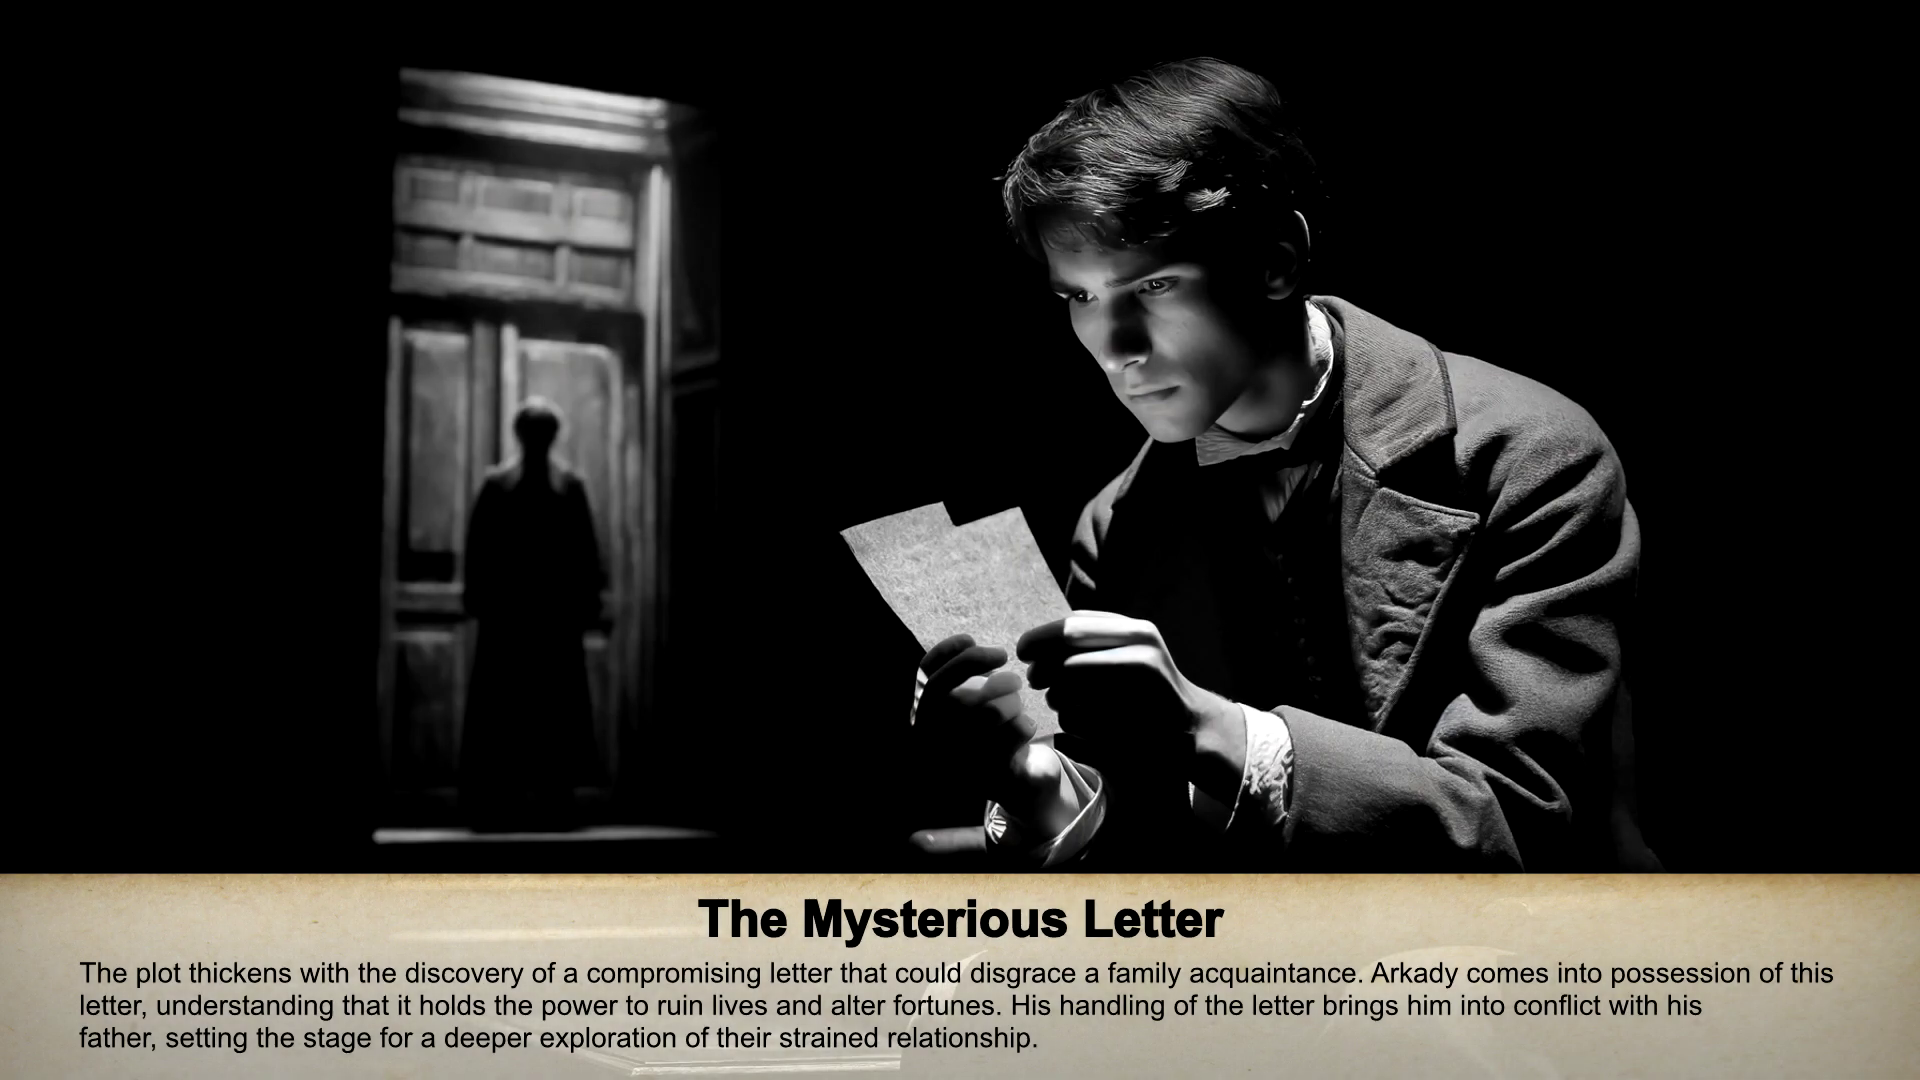 The Mysterious Letter
The plot thickens with the discovery of a compromising letter that could disgrace a family acquaintance. Arkady comes into possession of this
letter, understanding that it holds the power to ruin lives and alter fortunes. His handling of the letter brings him into conflict with his
father, setting the stage for a deeper exploration of their strained relationship.